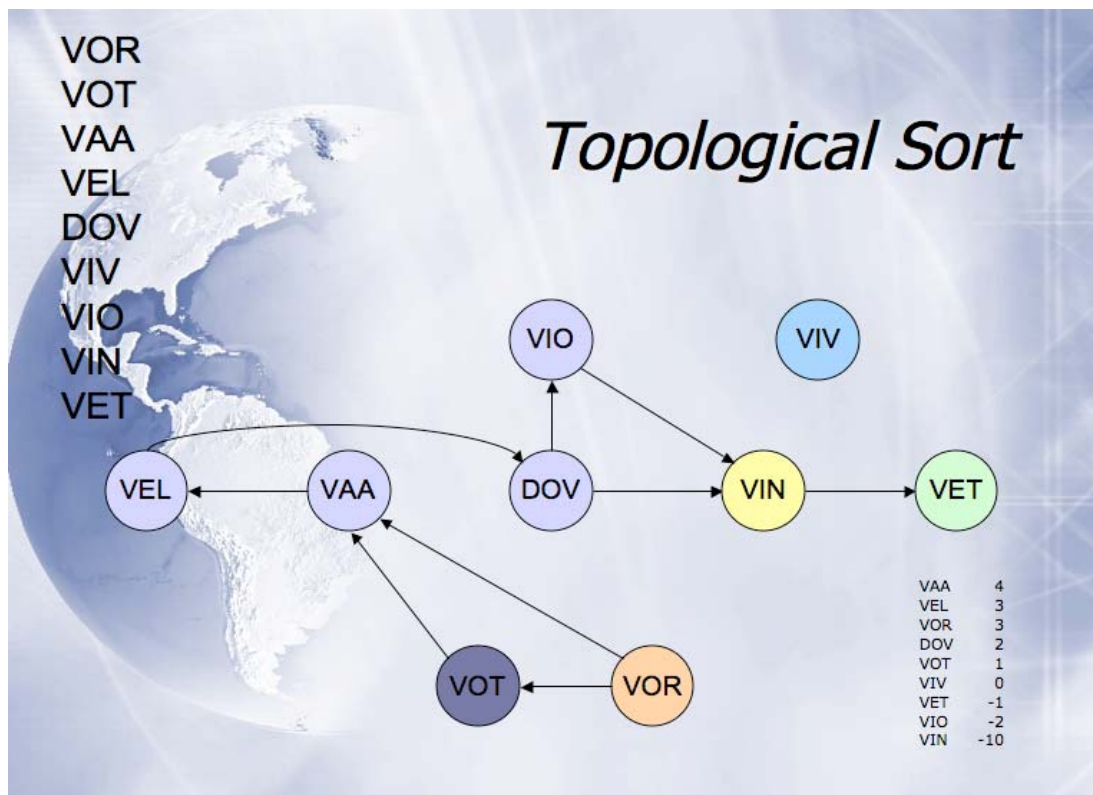 VOR
VOT
VAA
VEL
DOV
VIV
VIO
VIN
VET
Topological Sort
VIO
VIV
VEL
VAA
DOV
VIN
VET
VOT
VOR
VAA 4
VEL 3
VOR 3
DOV 2
VOT 1
VIV 0
VET -1
VIO -2
VIN -10